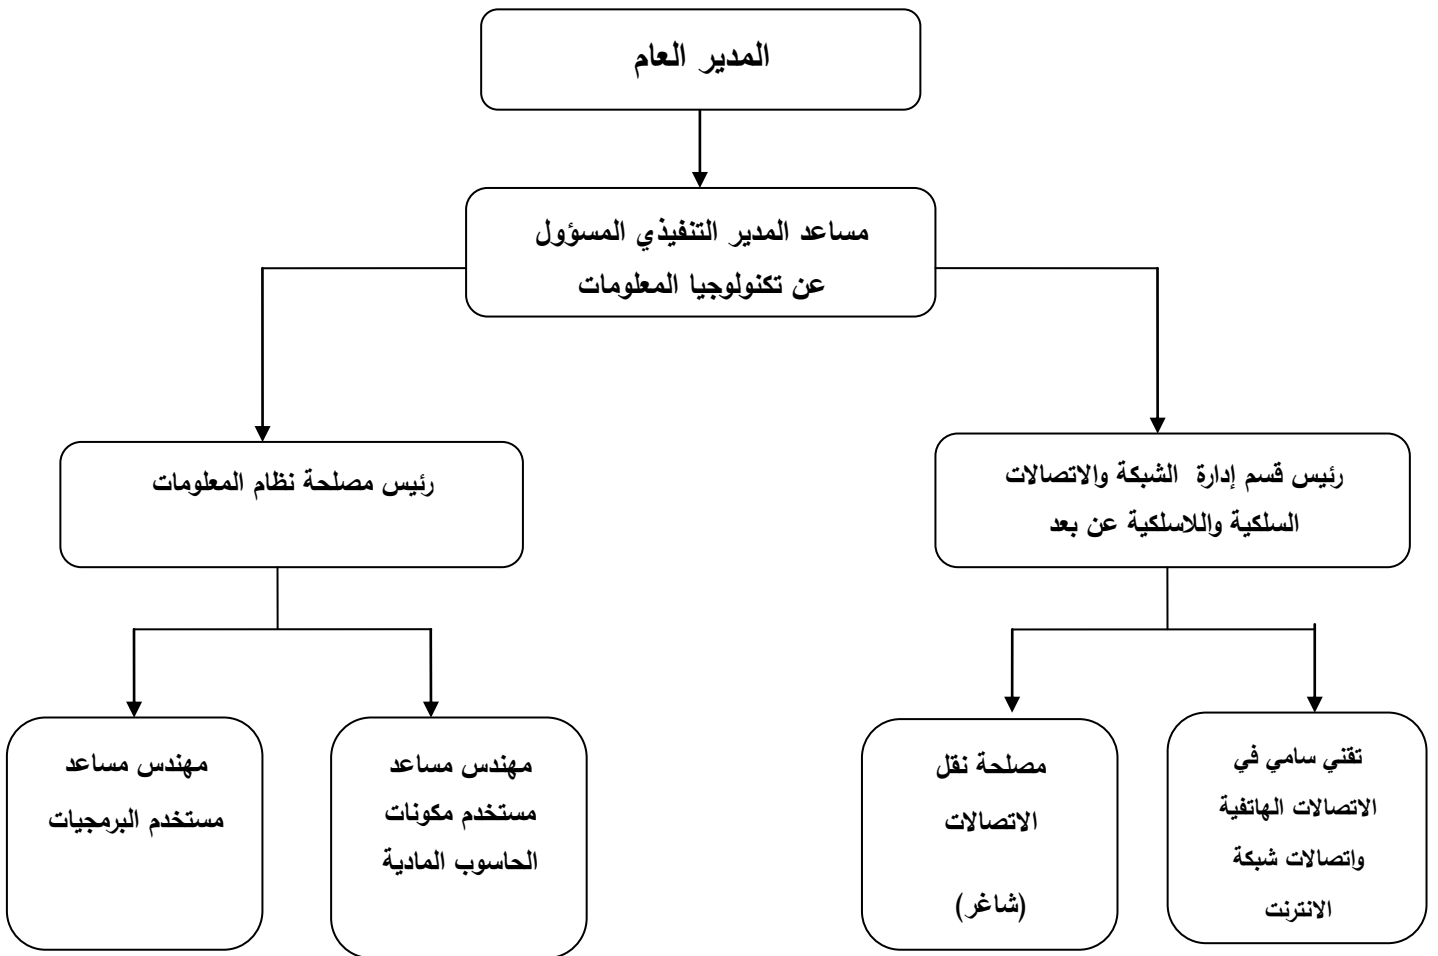 المدير العام
مساعد المدير التنفيذي المسؤول
عن تكنولوجيا المعلومات
رئيس قسم إدارة الشبكة والاتصالات
السلكية واللاسلكية عن بعد
رئيس مصلحة نظام المعلومات
تقني سامي في
الاتصالات الهاتفية
واتصالات شبكة
الانترنت
مصلحة نقل
الاتصالات
(شاغر)
مهندس مساعد
مستخدم مكونات
الحاسوب المادية
مهندس مساعد
مستخدم البرمجيات